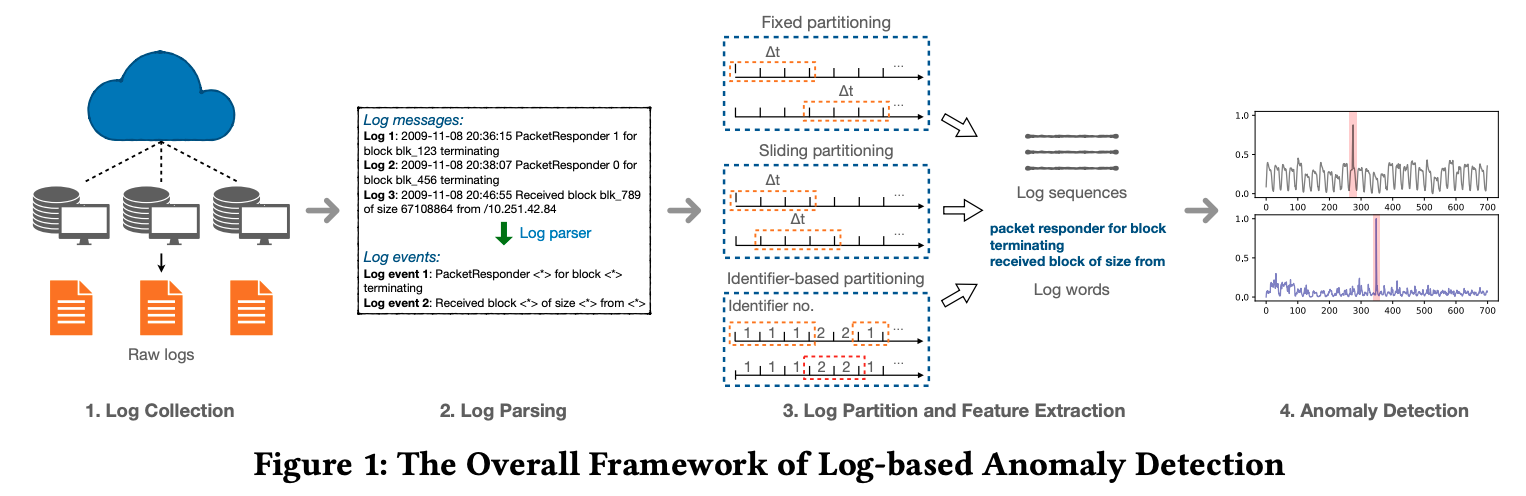 Raw logs
1. Log Collection
Log messages:
Log 1: 2009-11-08 20:36:15 PacketResponder 1 for
block blk_123 terminating
Log 2: 2009-11-08 20:38:07 PacketResponder 0 for
block blk_456 terminating
Log 3: 2009-11-08 20:46:55 Received block blk_789
of size 67108864 from /10.251.42.84
Log parser
Log events:
Log event 1: PacketResponder <*> for block <*>
terminating
Log event 2: Received block <*> of size <*> from <*>
2. Log Parsing
Fixed partitioning
Δt
...
Δt
...
Sliding partitioning
Δt
...
Δt
...
Identifier-based partitioning
Identifier no.
1 1 1 2 2 1 ...
1 1 1 2 2 1 ...
Log sequences
packet responder for block
terminating
received block of size from
Log words
3. Log Partition and Feature Extraction
1.0
0.5
0.0
0 100 200 300 400 500 600 700
1.0
0.5
0.0
0 100 200 300 400 500 600 700
4. Anomaly Detection
Figure 1: The Overall Framework of Log-based Anomaly Detection